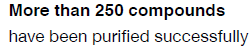 More than 250 compounds
have been purified successfully